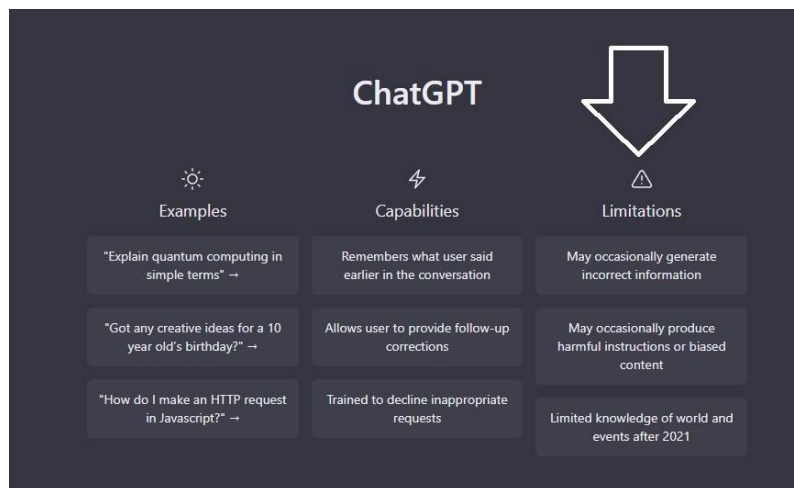 ChatGPT
Examples
"Explain quantum computing in
simple terms" →
"Got any creative ideas for a 10
year old's birthday?" →
"How do I make an HTTP request
in Javascript?" →
Capabilities
Remembers what user said
earlier in the conversation
Allows user to provide follow-up
corrections
Trained to decline inappropriate
requests
Limitations
May occasionally generate
incorrect information
May occasionally produce
harmful instructions or biased
content
Limited knowledge of world and
events after 2021